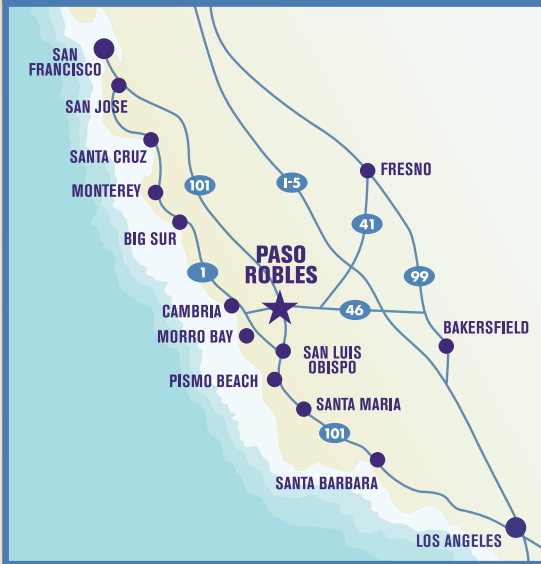 SAN
FRANCISCO
SAN JOSE
SANTA CRUZ
FRESNO
101
I-5
MONTEREY
41
BIG SUR
PASO
ROBLES
1
99
CAMBRIA
46
MORRO BAY
BAKERSFIELD
SAN LUIS
OBISPO
PISMO BEACH
SANTA MARIA
101
SANTA BARBARA
LOS ANGELES